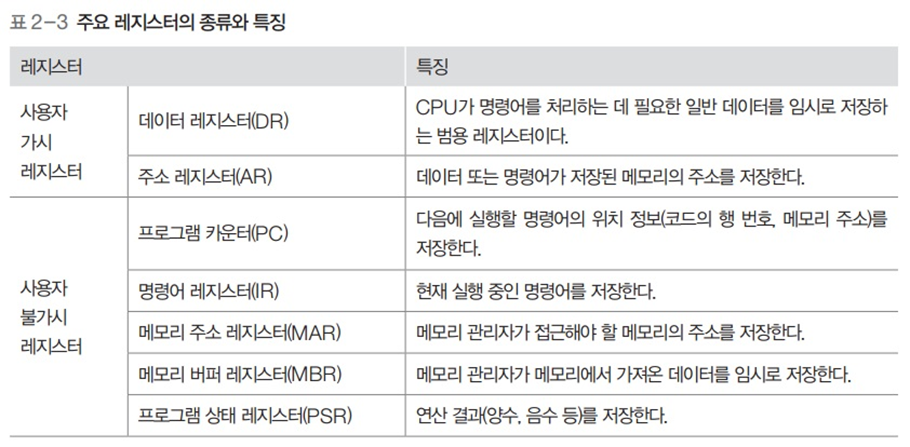 표 2-3 주요 레지스터의 종류와 특징
레지스터 특징
사용자
가시
레지스터
데이터 레지스터(DR)
CPU가 명령어를 처리하는 데 필요한 일반 데이터를 임시로 저장하
는 범용 레지스터이다.
주소 레지스터(AR)
데이터 또는 명령어가 저장된 메모리의 주소를 저장한다.
사용자
불가시
레지스터
프로그램 카운터(PC)
다음에 실행할 명령어의 위치 정보(코드의 행 번호, 메모리 주소)를
저장한다.
명령어 레지스터(IR)
현재 실행 중인 명령어를 저장한다.
메모리 주소 레지스터(MAR)
메모리 관리자가 접근해야 할 메모리의 주소를 저장한다.
메모리 버퍼 레지스터(MBR)
메모리 관리자가 메모리에서 가져온 데이터를 임시로 저장한다.
프로그램 상태 레지스터(PSR)
연산 결과(양수, 음수 등)를 저장한다.